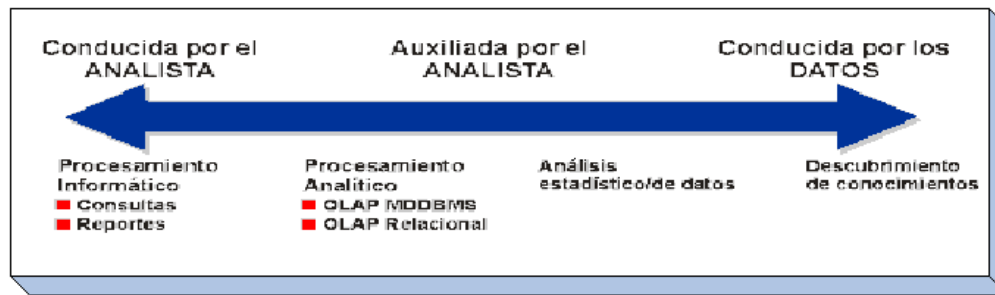 Conducida por el
ANALISTA
Auxiliada por el
ANALISTA
Conducida por los
DATOS
Procesamiento
Informático
Consultas
Reportes
Procesamiento
Analítico
OLAP MDDBMS
OLAP Relacional
Análisis
estadístico/de datos
Descubrimiento
de conocimientos